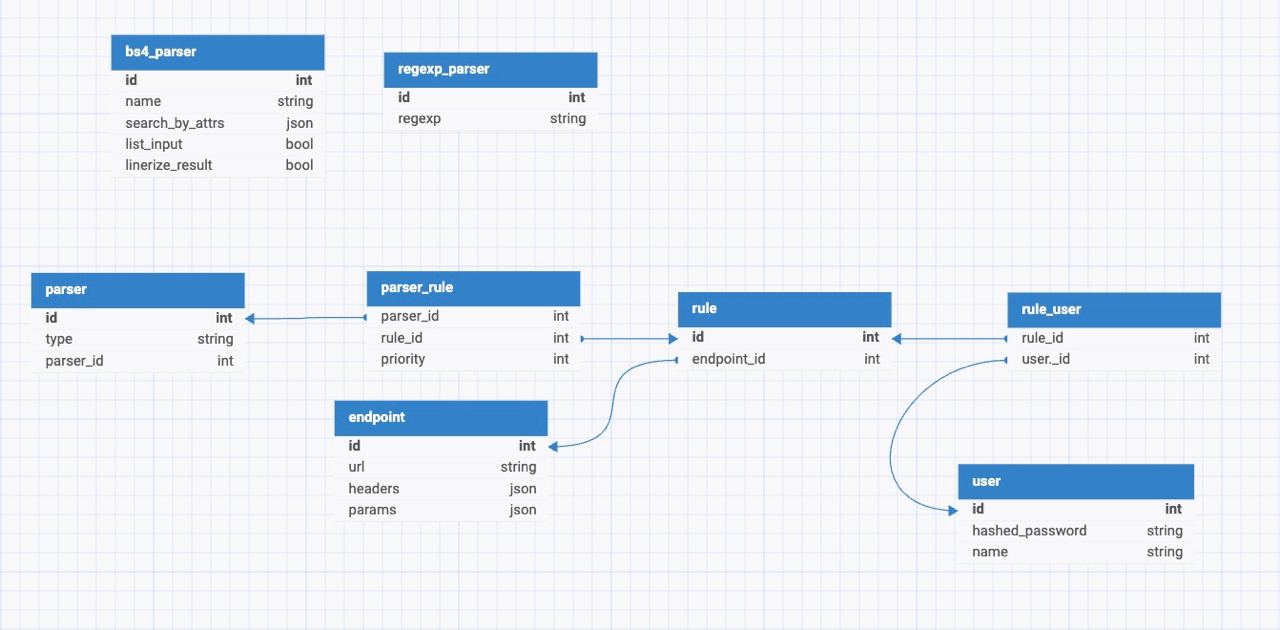 bs4_parser
id int
name string
search_by_attrs json
list_input bool
linerize_result bool
regexp_parser
id int
regexp string
parser
id int
type string
parser_id int
parser_rule
parser_id int
rule_id int
priority int
rule
id int
endpoint_id int
rule_user
rule_id int
user._id int
endpoint
id int
url string
headers json
params json
user
id int
hashed_password string
name string